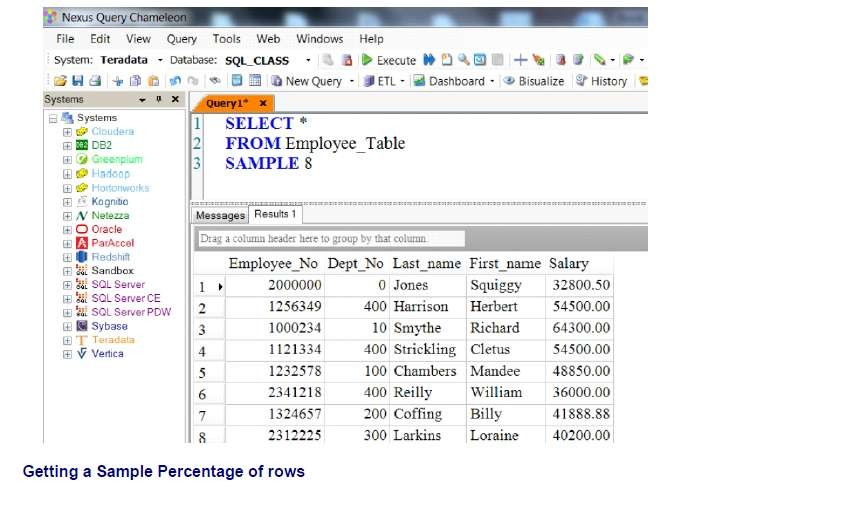 Nexus Query Chameleon
File Edit View Query Tools Web Windows Help
System: Teradata Database: SQL_CLASS Execute
New Query ETL Dashboard Bisualize History
Systems
Query1* x
Systems
Cloudera
DB2
Greenplum
Hadoop
Hortonworks
Kognitio
Netezza
Oracle
ParAccel
Redshift
Sandbox
SQL Server
SQL Server CE
SQL Server PDW
Sybase
Teradata
Vertica
1 SELECT *
2 FROM Employee_Table
3 SAMPLE 8
Messages Results 1
Drag a column header here to group by that column.
Employee_No Dept_No Last_name First_name Salary
1 2000000 0 Jones Squiggy 32800.50
2 1256349 400 Harrison Herbert 54500.00
3 1000234 10 Smythe Richard 64300.00
4 1121334 400 Strickling Cletus 54500.00
5 1232578 100 Chambers Mandee 48850.00
6 2341218 400 Reilly William 36000.00
7 1324657 200 Coffing Billy 41888.88
8 2312225 300 Larkins Loraine 40200.00
Getting a Sample Percentage of rows